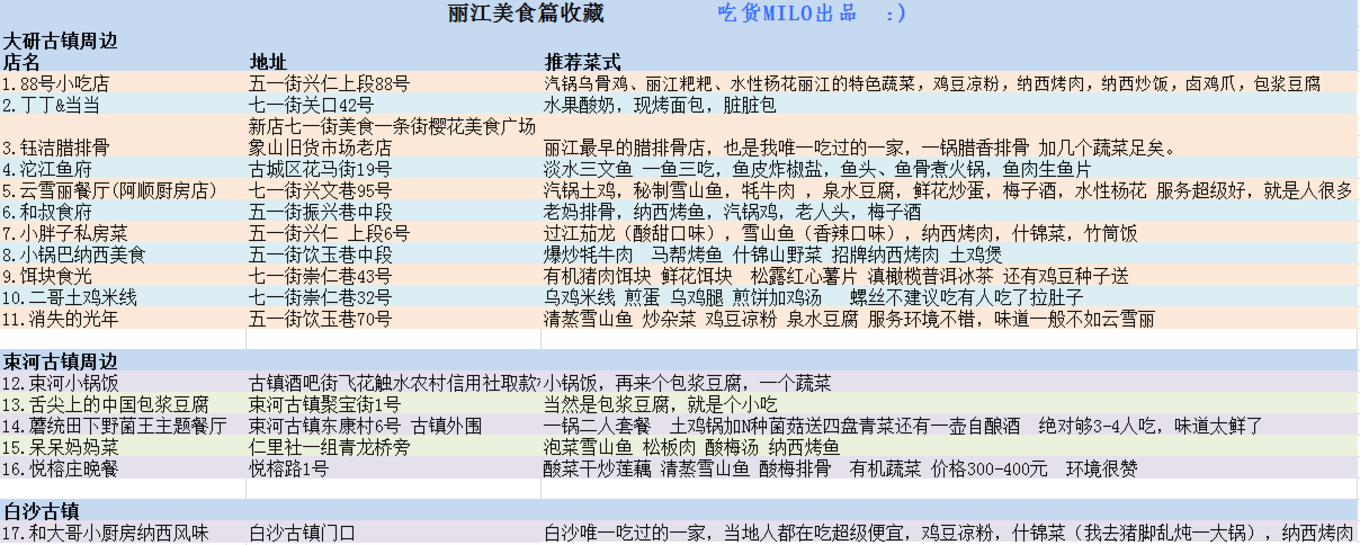 丽江美食篇收藏 吃货MILO出品 :)
大研古镇周边
店名 地址 推荐菜式
1.88号小吃店 五一街兴仁上段88号 汽锅乌骨鸡、丽江粑粑、水性杨花丽江的特色蔬菜，鸡豆凉粉，纳西烤肉，纳西炒饭，卤鸡爪，包浆豆腐
2.丁丁&当当 七一街关口42号 水果酸奶，现烤面包，脏脏包
新店七一街美食一条街樱花美食广场
3.钰洁腊排骨 象山旧货市场老店 丽江最早的腊排骨店，也是我唯一吃过的一家，一锅腊香排骨 加几个蔬菜足矣。
4.沱江鱼府 古城区花马街19号 淡水三文鱼 一鱼三吃，鱼皮炸椒盐，鱼头、鱼骨煮火锅，鱼肉生鱼片
5.云雪丽餐厅(阿顺厨房店) 七一街兴文巷95号 汽锅土鸡，秘制雪山鱼，牦牛肉 ，泉水豆腐，鲜花炒蛋，梅子酒，水性杨花 服务超级好，就是人很多
6.和叔食府 五一街振兴巷中段 老妈排骨，纳西烤鱼，汽锅鸡，老人头，梅子酒
7.小胖子私房菜 五一街兴仁 上段6号 过江茄龙（酸甜口味），雪山鱼（香辣口味），纳西烤肉，什锦菜，竹筒饭
8.小锅巴纳西美食 五一街饮玉巷中段 爆炒牦牛肉 马帮烤鱼 什锦山野菜 招牌纳西烤肉 土鸡煲
9.饵块食光 七一街崇仁巷43号 有机猪肉饵块 鲜花饵块 松露红心薯片 滇橄榄普洱冰茶 还有鸡豆种子送
10.二哥土鸡米线 七一街崇仁巷32号 乌鸡米线 煎蛋 乌鸡腿 煎饼加鸡汤 螺丝不建议吃有人吃了拉肚子
11.消失的光年 五一街饮玉巷70号 清蒸雪山鱼 炒杂菜 鸡豆凉粉 泉水豆腐 服务环境不错，味道一般不如云雪丽
束河古镇周边
12.束河小锅饭 古镇酒吧街飞花触水农村信用社取款 小锅饭，再来个包浆豆腐，一个蔬菜
13.舌尖上的中国包浆豆腐 束河古镇聚宝街1号 当然是包浆豆腐，就是个小吃
14.蘑统田下野菌王主题餐厅 束河古镇东康村6号 古镇外围 一锅二人套餐 土鸡锅加N种菌菇送四盘青菜还有一壶自酿酒 绝对够3-4人吃，味道太鲜了
15.呆呆妈妈菜 仁里社一组青龙桥旁 泡菜雪山鱼 松板肉 酸梅汤 纳西烤鱼
16.悦榕庄晚餐 悦榕路1号 酸菜干炒莲藕 清蒸雪山鱼 酸梅排骨 有机蔬菜 价格300-400元 环境很赞
白沙古镇
17.和大哥小厨房纳西风味 白沙古镇门口 白沙唯一吃过的一家，当地人都在吃超级便宜，鸡豆凉粉，什锦菜（我去猪脚乱炖一大锅），纳西烤肉